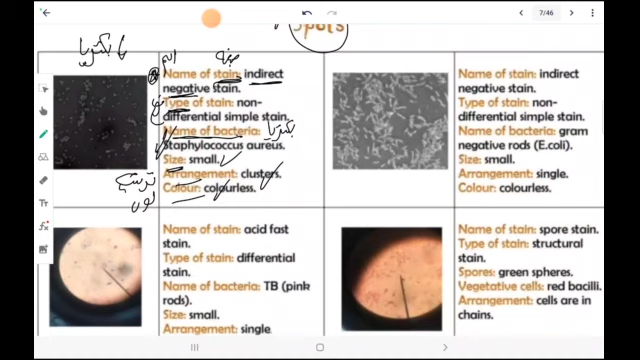 7/46
Spots
بكتريا
اسم
صفة
Name of stain: indirect
negative stain.
Type of stain: non-
differential simple stain.
Name of bacteria:
بكتريا
Staphylococcus aureus.
Size: small.
Arrangement: clusters.
ترتيب
Colour: colourless.
لون
Name of stain: indirect
negative stain.
Type of stain: non-
differential simple stain.
Name of bacteria: gram
negative rods (E.coli).
Size: small.
Arrangement: single.
Colour: colourless.
Name of stain: acid fast
stain.
Type of stain: differential
stain.
Name of bacteria: TB (pink
rods).
Size: small.
Arrangement: single
Name of stain: spore stain.
Type of stain: structural
stain.
Spores: green spheres.
Vegetative cells: red bacilli.
Arrangement: cells are in
chains.